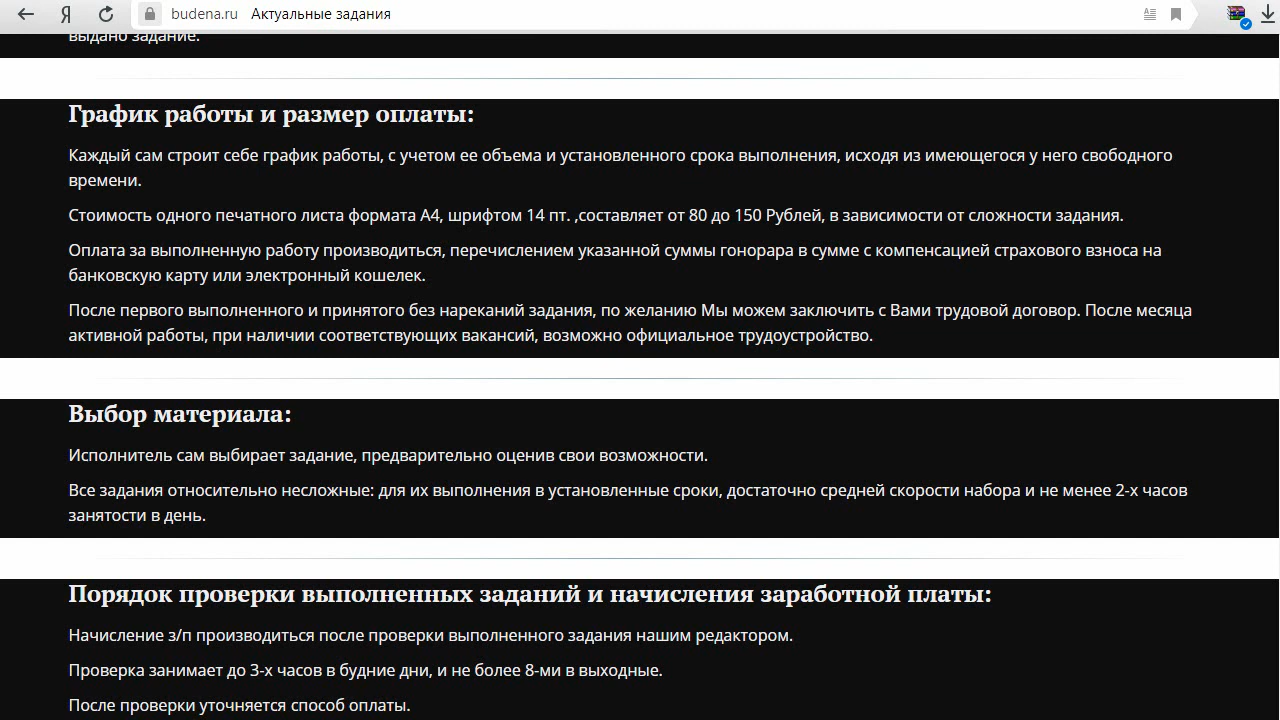 budena.ru Актуальные задания
выдано задание.
График работы и размер оплаты:
Каждый сам строит себе график работы, с учетом ее объема и установленного срока выполнения, исходя из имеющегося у него свободного
времени.
Стоимость одного печатного листа формата А4, шрифтом 14 пт. ,составляет от 80 до 150 Рублей, в зависимости от сложности задания.
Оплата за выполненную работу производиться, перечислением указанной суммы гонорара в сумме с компенсацией страхового взноса на
банковскую карту или электронный кошелек.
После первого выполненного и принятого без нареканий задания, по желанию Мы можем заключить с Вами трудовой договор. После месяца
активной работы, при наличии соответствующих вакансий, возможно официальное трудоустройство.
Выбор материала:
Исполнитель сам выбирает задание, предварительно оценив свои возможности.
Все задания относительно несложные: для их выполнения в установленные сроки, достаточно средней скорости набора и не менее 2-х часов
занятости в день.
Порядок проверки выполненных заданий и начисления заработной платы:
Начисление з/п производиться после проверки выполненного задания нашим редактором.
Проверка занимает до 3-х часов в будние дни, и не более 8-ми в выходные.
После проверки уточняется способ оплаты.